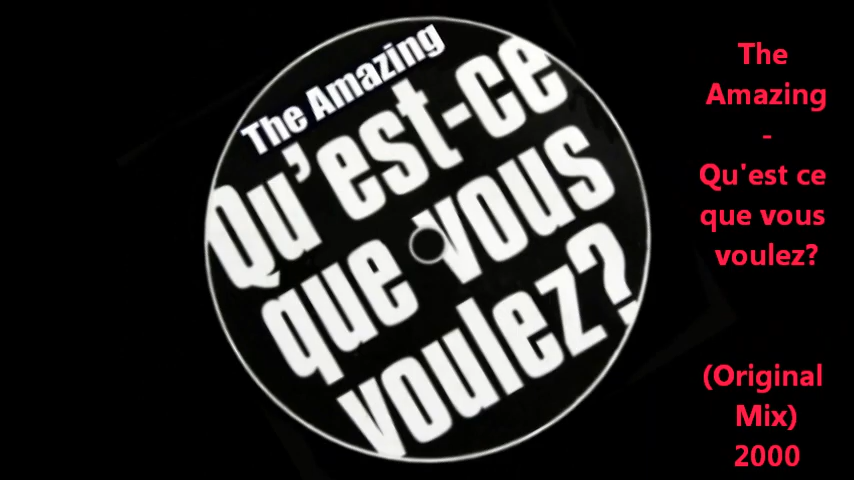 The Amazing
Qu'est-ce
que vous
voulez?
The
Amazing
-
Qu'est ce
que vous
voulez?
(Original
Mix)
2000